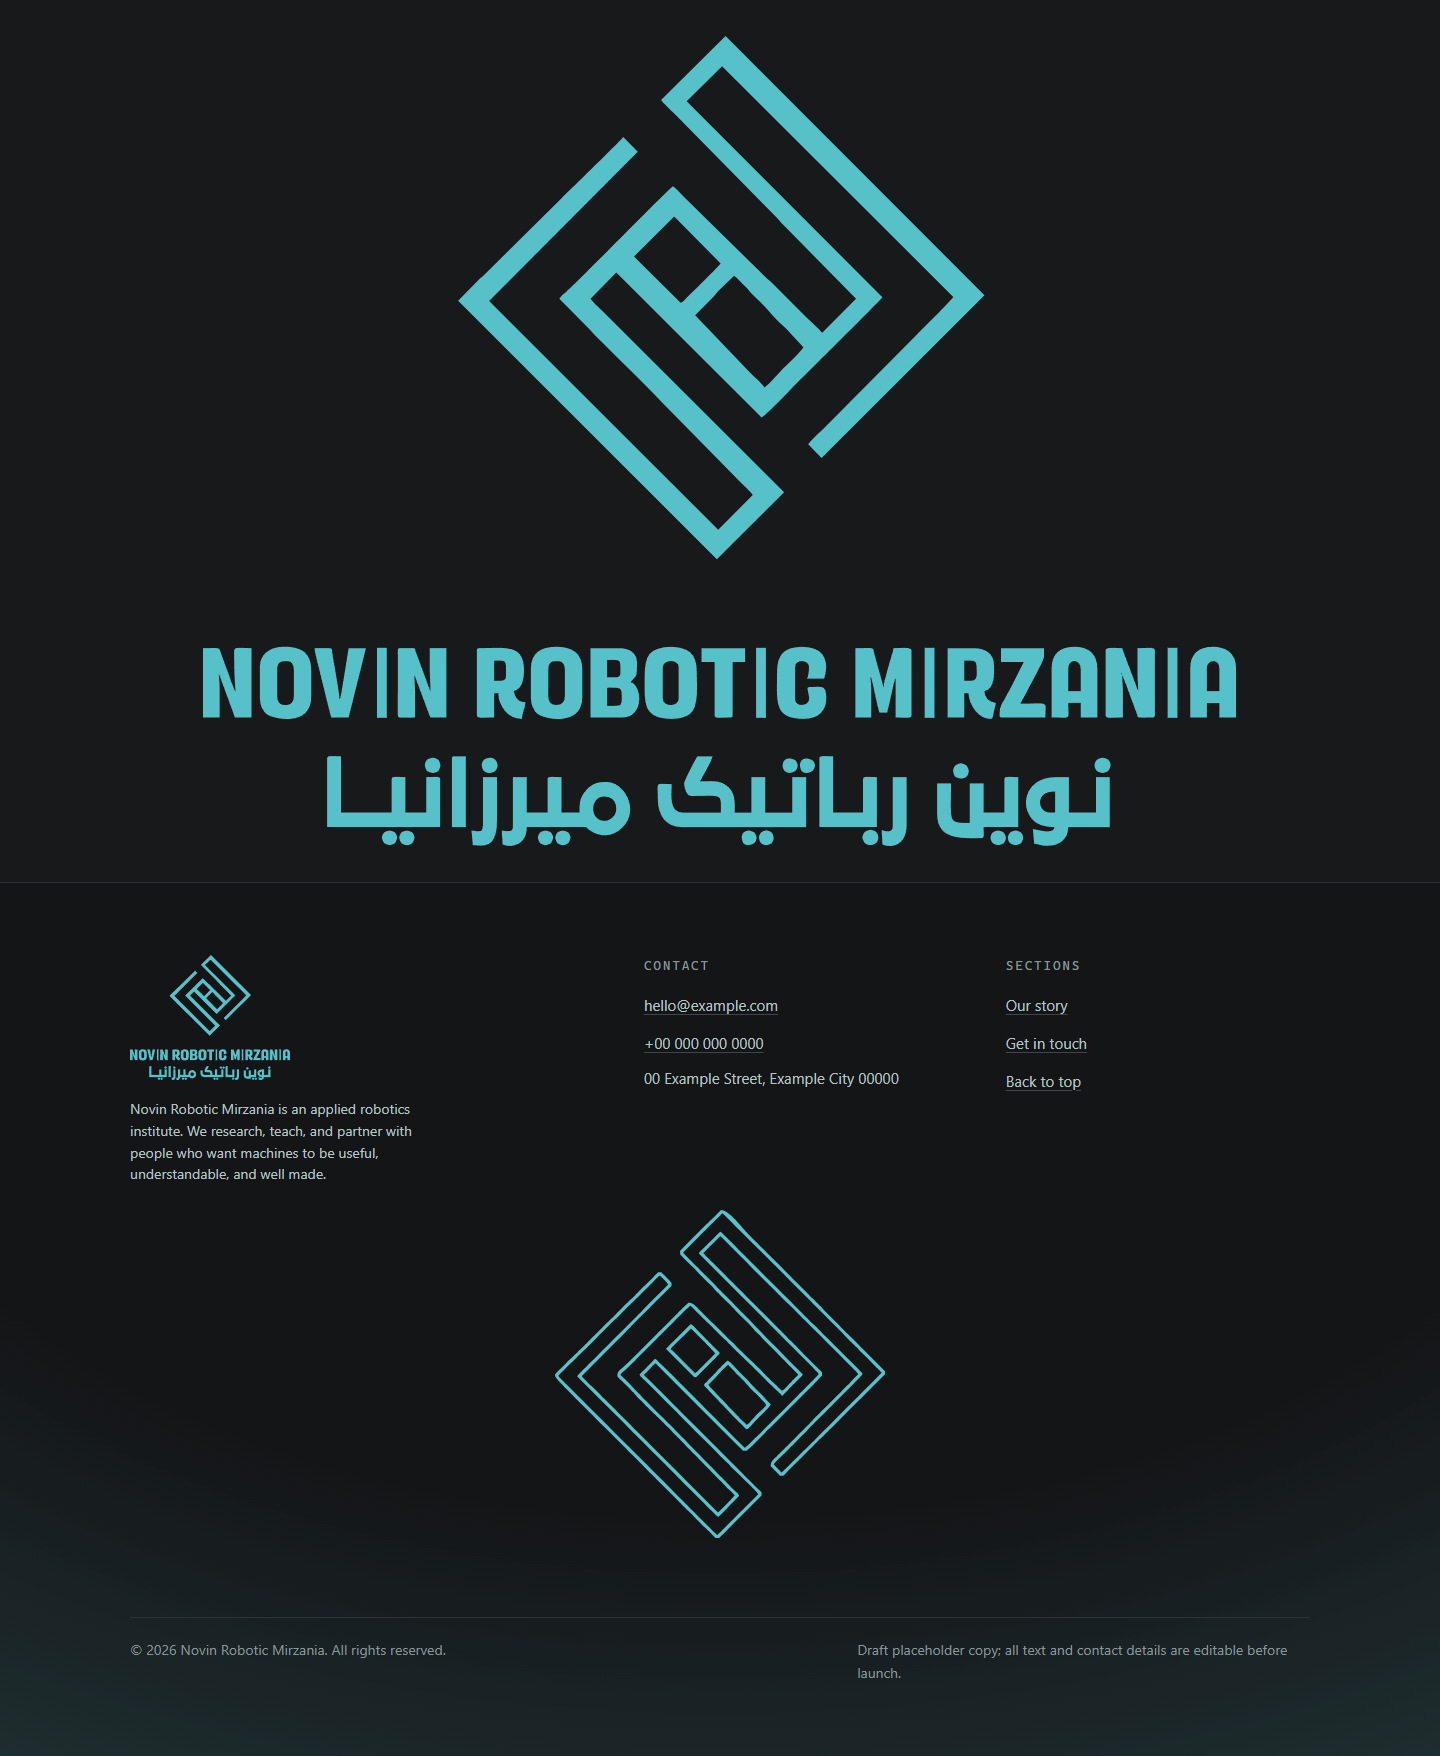 NOVIN ROBOTIC MIRZANIA
نوین رباتیک میرزانیا
NOVIN ROBOTIC MIRZANIA
نوین رباتیک میرزانیا
Novin Robotic Mirzania is an applied robotics
institute. We research, teach, and partner with
people who want machines to be useful,
understandable, and well made.
CONTACT
hello@example.com
+00 000 000 0000
00 Example Street, Example City 00000
SECTIONS
Our story
Get in touch
Back to top
© 2026 Novin Robotic Mirzania. All rights reserved.
Draft placeholder copy; all text and contact details are editable before
launch.